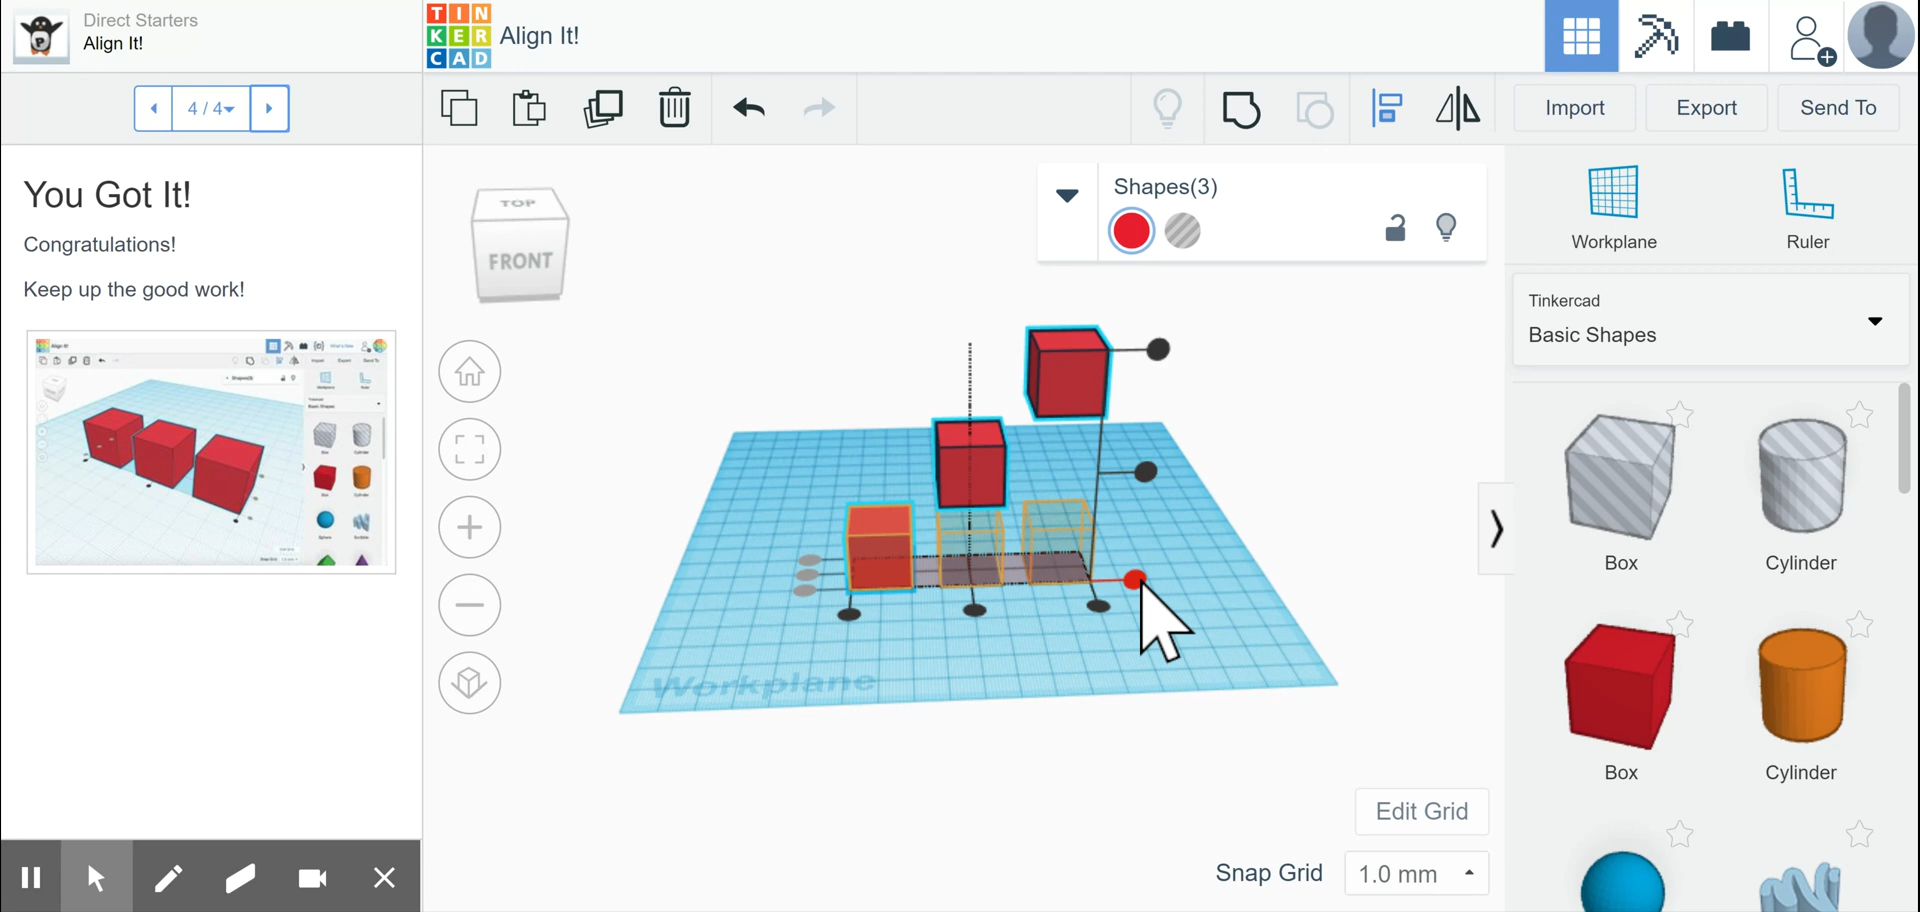 Direct Starters
Align It!
TIN
KER
CAD
Align It!
4 / 4
Import
Export
Send To
You Got It!
Congratulations!
Keep up the good work!
TOP
FRONT
Shapes(3)
Workplane
Ruler
Tinkercad
Basic Shapes
Box
Cylinder
Box
Cylinder
Workplane
Edit Grid
Snap Grid
1.0 mm